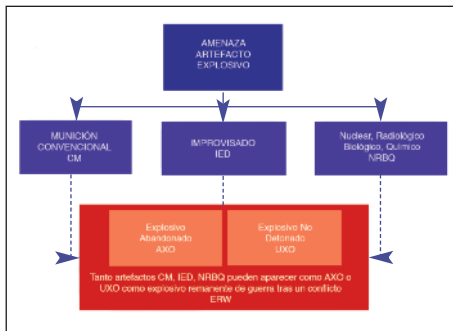 AMENAZA
ARTEFACTO
EXPLOSIVO
MUNICIÓN
CONVENCIONAL
CM
IMPROVISADO
IED
Nuclear, Radiológico
Biológico, Químico
NRBQ
Explosivo
Abandonado
AXO
Explosivo No
Detonado
UXO
Tanto artefactos CM, IED, NRBQ pueden aparecer como AXO o
UXO como explosivo remanente de guerra tras un conflicto
ERW